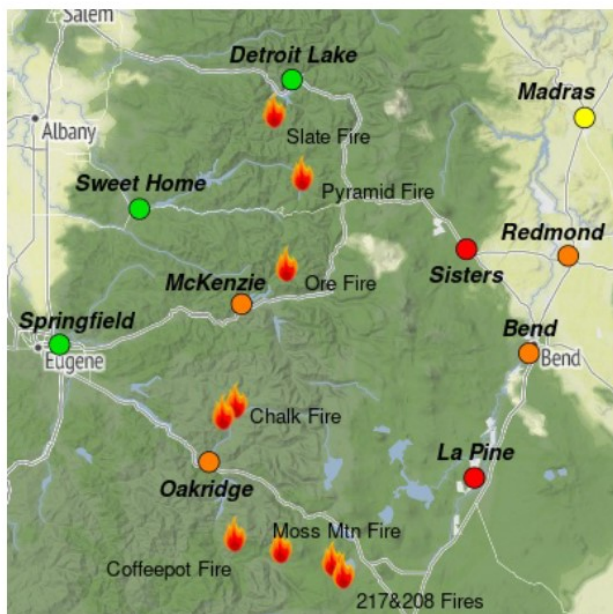 Salem
Detroit Lake
Madras
Albany
Slate Fire
Sweet Home
Pyramid Fire
Redmond
Sisters
McKenzie
Ore Fire
Springfield
Eugene
Bend
Bend
Chalk Fire
La Pine
Oakridge
Moss Mtn Fire
Coffeepot Fire
217&208 Fires